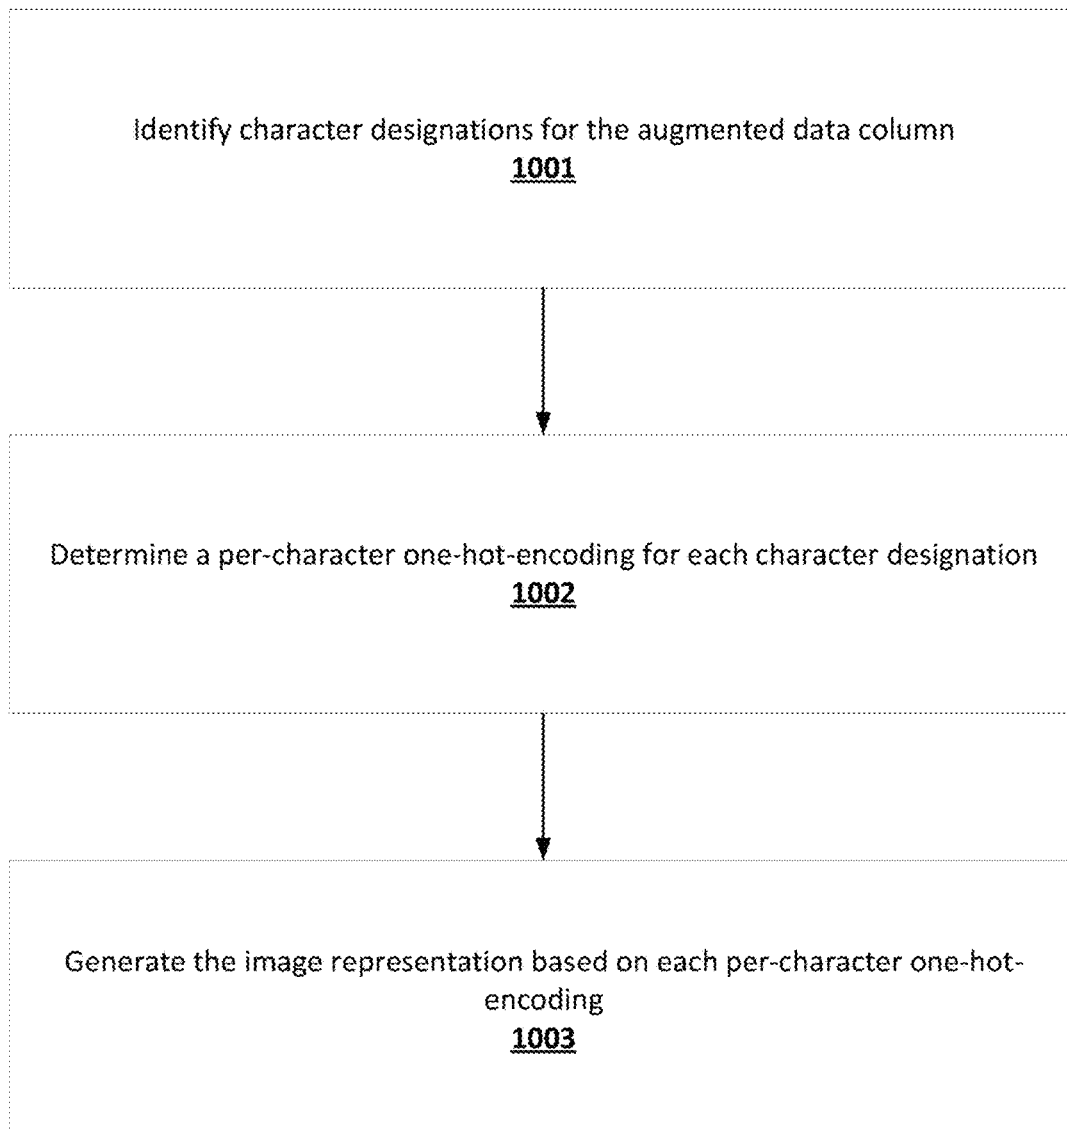 Identify character designations for the augmented data column
1001
Determine a per-character one-hot-encoding for each character designation
1002
Generate the image representation based on each per-character one-hot-
encoding
1003